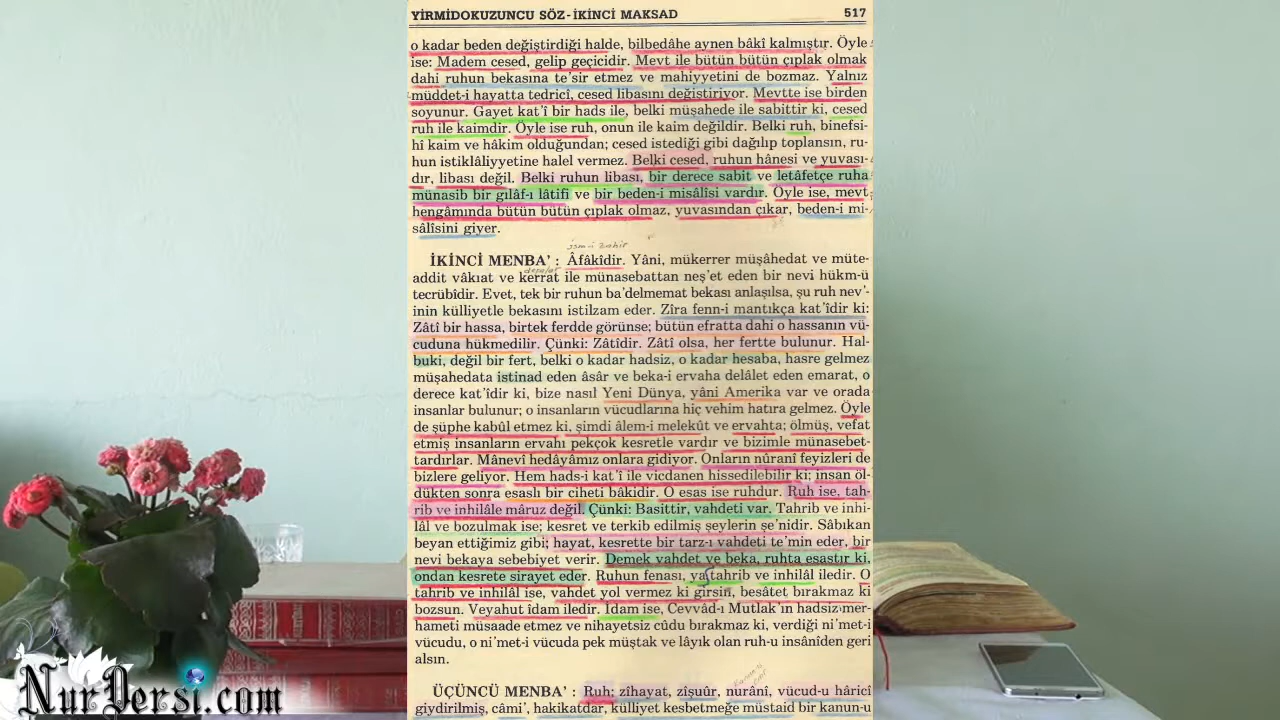 YİRMİDOKUZUNCU SÖZ - İKİNCİ MAKSAD 517
o kadar beden değiştirdiği halde, bilbedâhe aynen bâkî kalmıştır. Öyle
ise: Madem cesed, gelip geçicidir. Mevt ile bütün bütün çıplak olmak
dahi ruhun bekasına te'sir etmez ve mahiyyetini de bozmaz. Yalnız
müddet-i hayatta tedricî, cesed libasını değiştiriyor. Mevtte ise birden
soyunur. Gayet kat'î bir hads ile, belki müşahede ile sabittir ki, cesed
ruh ile kaimdir. Öyle ise ruh, onun ile kaim değildir. Belki ruh, binefsi-
hî kaim ve hâkim olduğundan; cesed istediği gibi dağılıp toplansın, ru-
hun istiklâliyyetine halel vermez. Belki cesed, ruhun hânesi ve yuvası-
dır, libası değil. Belki ruhun libası, bir derece sabit ve letâfetçe ruha
münasib bir gılâf-ı lâtifi ve bir beden-i misâlîsi vardır. Öyle ise, mevt
hengâmında bütün bütün çıplak olmaz, yuvasından çıkar, beden-i mi-
sâlîsini giyer.
ism-i zahir
İKİNCİ MENBA' : Âfâkîdir. Yâni, mükerrer müşâhedat ve müte-
addit vâkıat ve kerrat ile münasebattan neş'et eden bir nevi hükm-ü
tecrübîdir. Evet, tek bir ruhun ba'delmemat bekası anlaşılsa, şu ruh nev'-
inin külliyetle bekasını istilzam eder. Zîra fenn-i mantıkça kat'îdir ki:
Zâtî bir hassa, birtek ferdde görünse; bütün efratta dahi o hassanın vü-
cuduna hükmedilir. Çünki: Zâtîdir. Zâtî olsa, her fertte bulunur. Hal-
buki, değil bir fert, belki o kadar hadsiz, o kadar hesaba, hasre gelmez
müşahedata istinad eden âsâr ve beka-i ervaha delâlet eden emarat, o
derece kat'îdir ki, bize nasıl Yeni Dünya, yâni Amerika var ve orada
insanlar bulunur; o insanların vücudlarına hiç vehim hatıra gelmez. Öyle
de şüphe kabûl etmez ki, şimdi âlem-i melekût ve ervahta; ölmüş, vefat
etmiş insanların ervahı pekçok kesretle vardır ve bizimle münasebet-
tardırlar. Mânevî hedâyâmız onlara gidiyor. Onların nûranî feyizleri de
bizlere geliyor. Hem hads-i kat'î ile vicdanen hissedilebilir ki; insan öl-
dükten sonra esaslı bir ciheti bâkidir. O esas ise ruhdur. Ruh ise, tah-
rib ve inhilâle mâruz değil. Çünki: Basittir, vahdeti var. Tahrib ve inhi-
lâl ve bozulmak ise; kesret ve terkib edilmiş şeylerin şe'nidir. Sâbıkan
beyan ettiğimiz gibi; hayat, kesrette bir tarz-ı vahdeti te'min eder, bir
nevi bekaya sebebiyet verir. Demek vahdet ve beka, ruhta esastır ki,
ondan kesrete sirayet eder. Ruhun fenası, ya tahrib ve inhilâl iledir. O
tahrib ve inhilâl ise, vahdet yol vermez ki girsin, besâtet bırakmaz ki
bozsun. Veyahut îdam iledir. İdam ise, Cevvâd-ı Mutlak'ın hadsiz mer-
hameti müsaade etmez ve nihayetsiz cûdu bırakmaz ki, verdiği ni'met-i
vücudu, o ni'met-i vücuda pek müştak ve lâyık olan ruh-u insânîden geri
alsın.
ÜÇÜNCÜ MENBA' : Ruh; zîhayat, zîşuûr, nurânî, vücud-u hâricî
giydirilmiş, câmi', hakikatdar, külliyet kesbetmeğe müstaid bir kanun-u
NurDersi.com